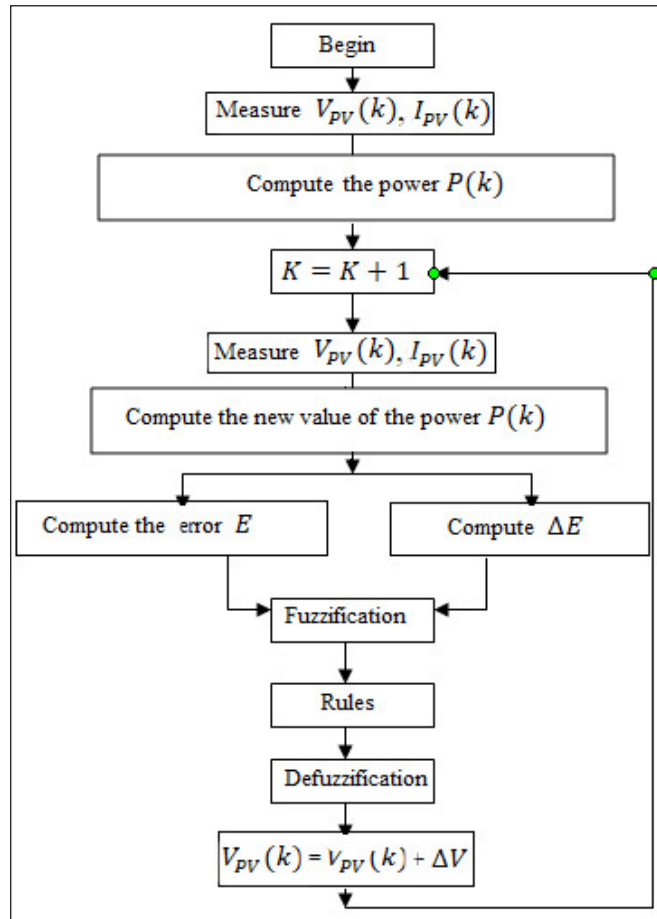 Begin
Measure V_PV(k), I_PV(k)
Compute the power P(k)
K = K + 1
Measure V_PV(k), I_PV(k)
Compute the new value of the power P(k)
Compute the error E
Compute ΔE
Fuzzification
Rules
Defuzzification
V_PV(k) = V_PV(k) + ΔV